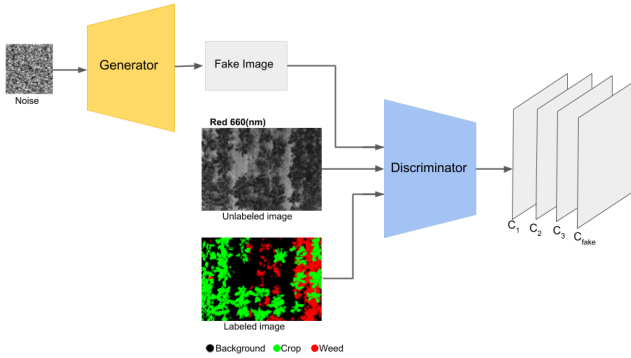 Generator
Fake Image
Noise
Red 660(nm)
Unlabeled image
Discriminator
C1
C2
C3
Cfake
Labeled image
Background
Crop
Weed